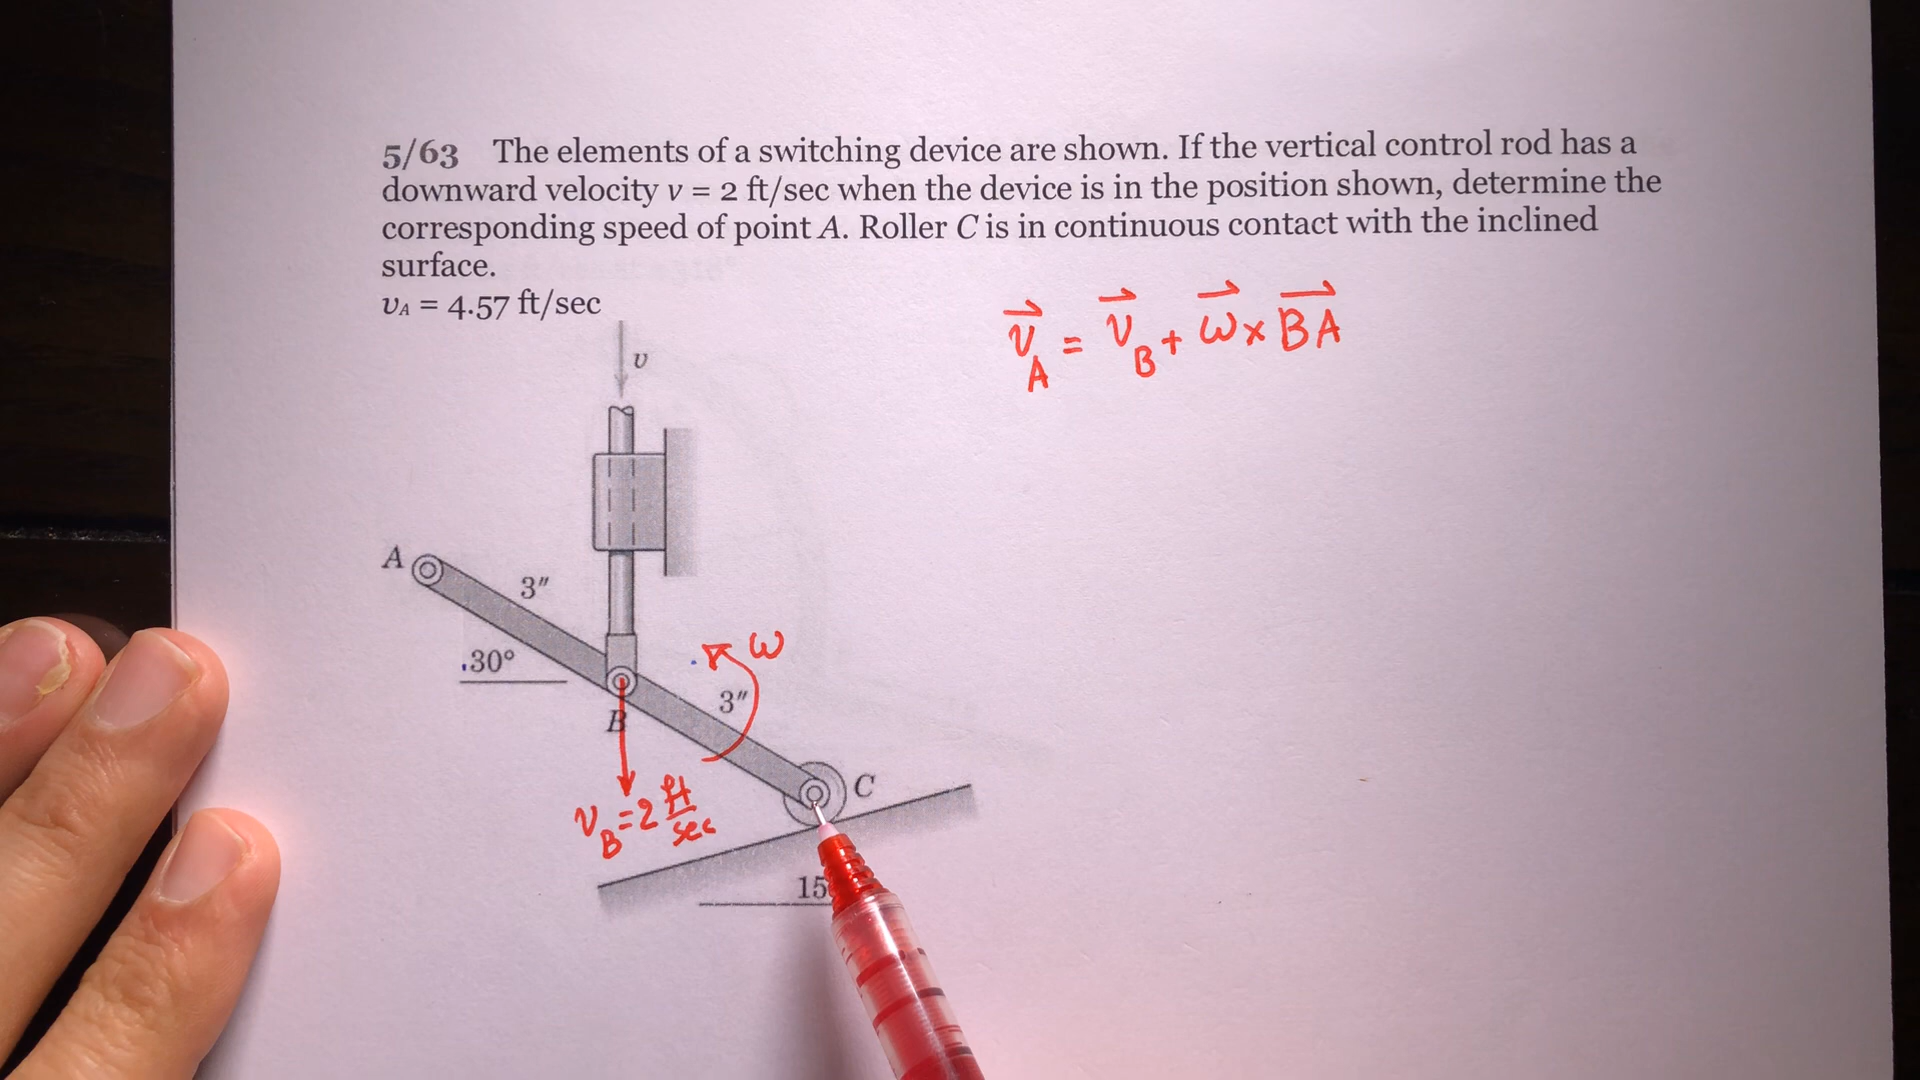 5/63 The elements of a switching device are shown. If the vertical control rod has a
downward velocity v = 2 ft/sec when the device is in the position shown, determine the
corresponding speed of point A. Roller C is in continuous contact with the inclined
surface.
vA = 4.57 ft/sec
v⃗A = v⃗B + ω⃗ × B⃗A⃗
v
A
3″
30°
ω
3″
B
C
vB = 2 ft/sec
15